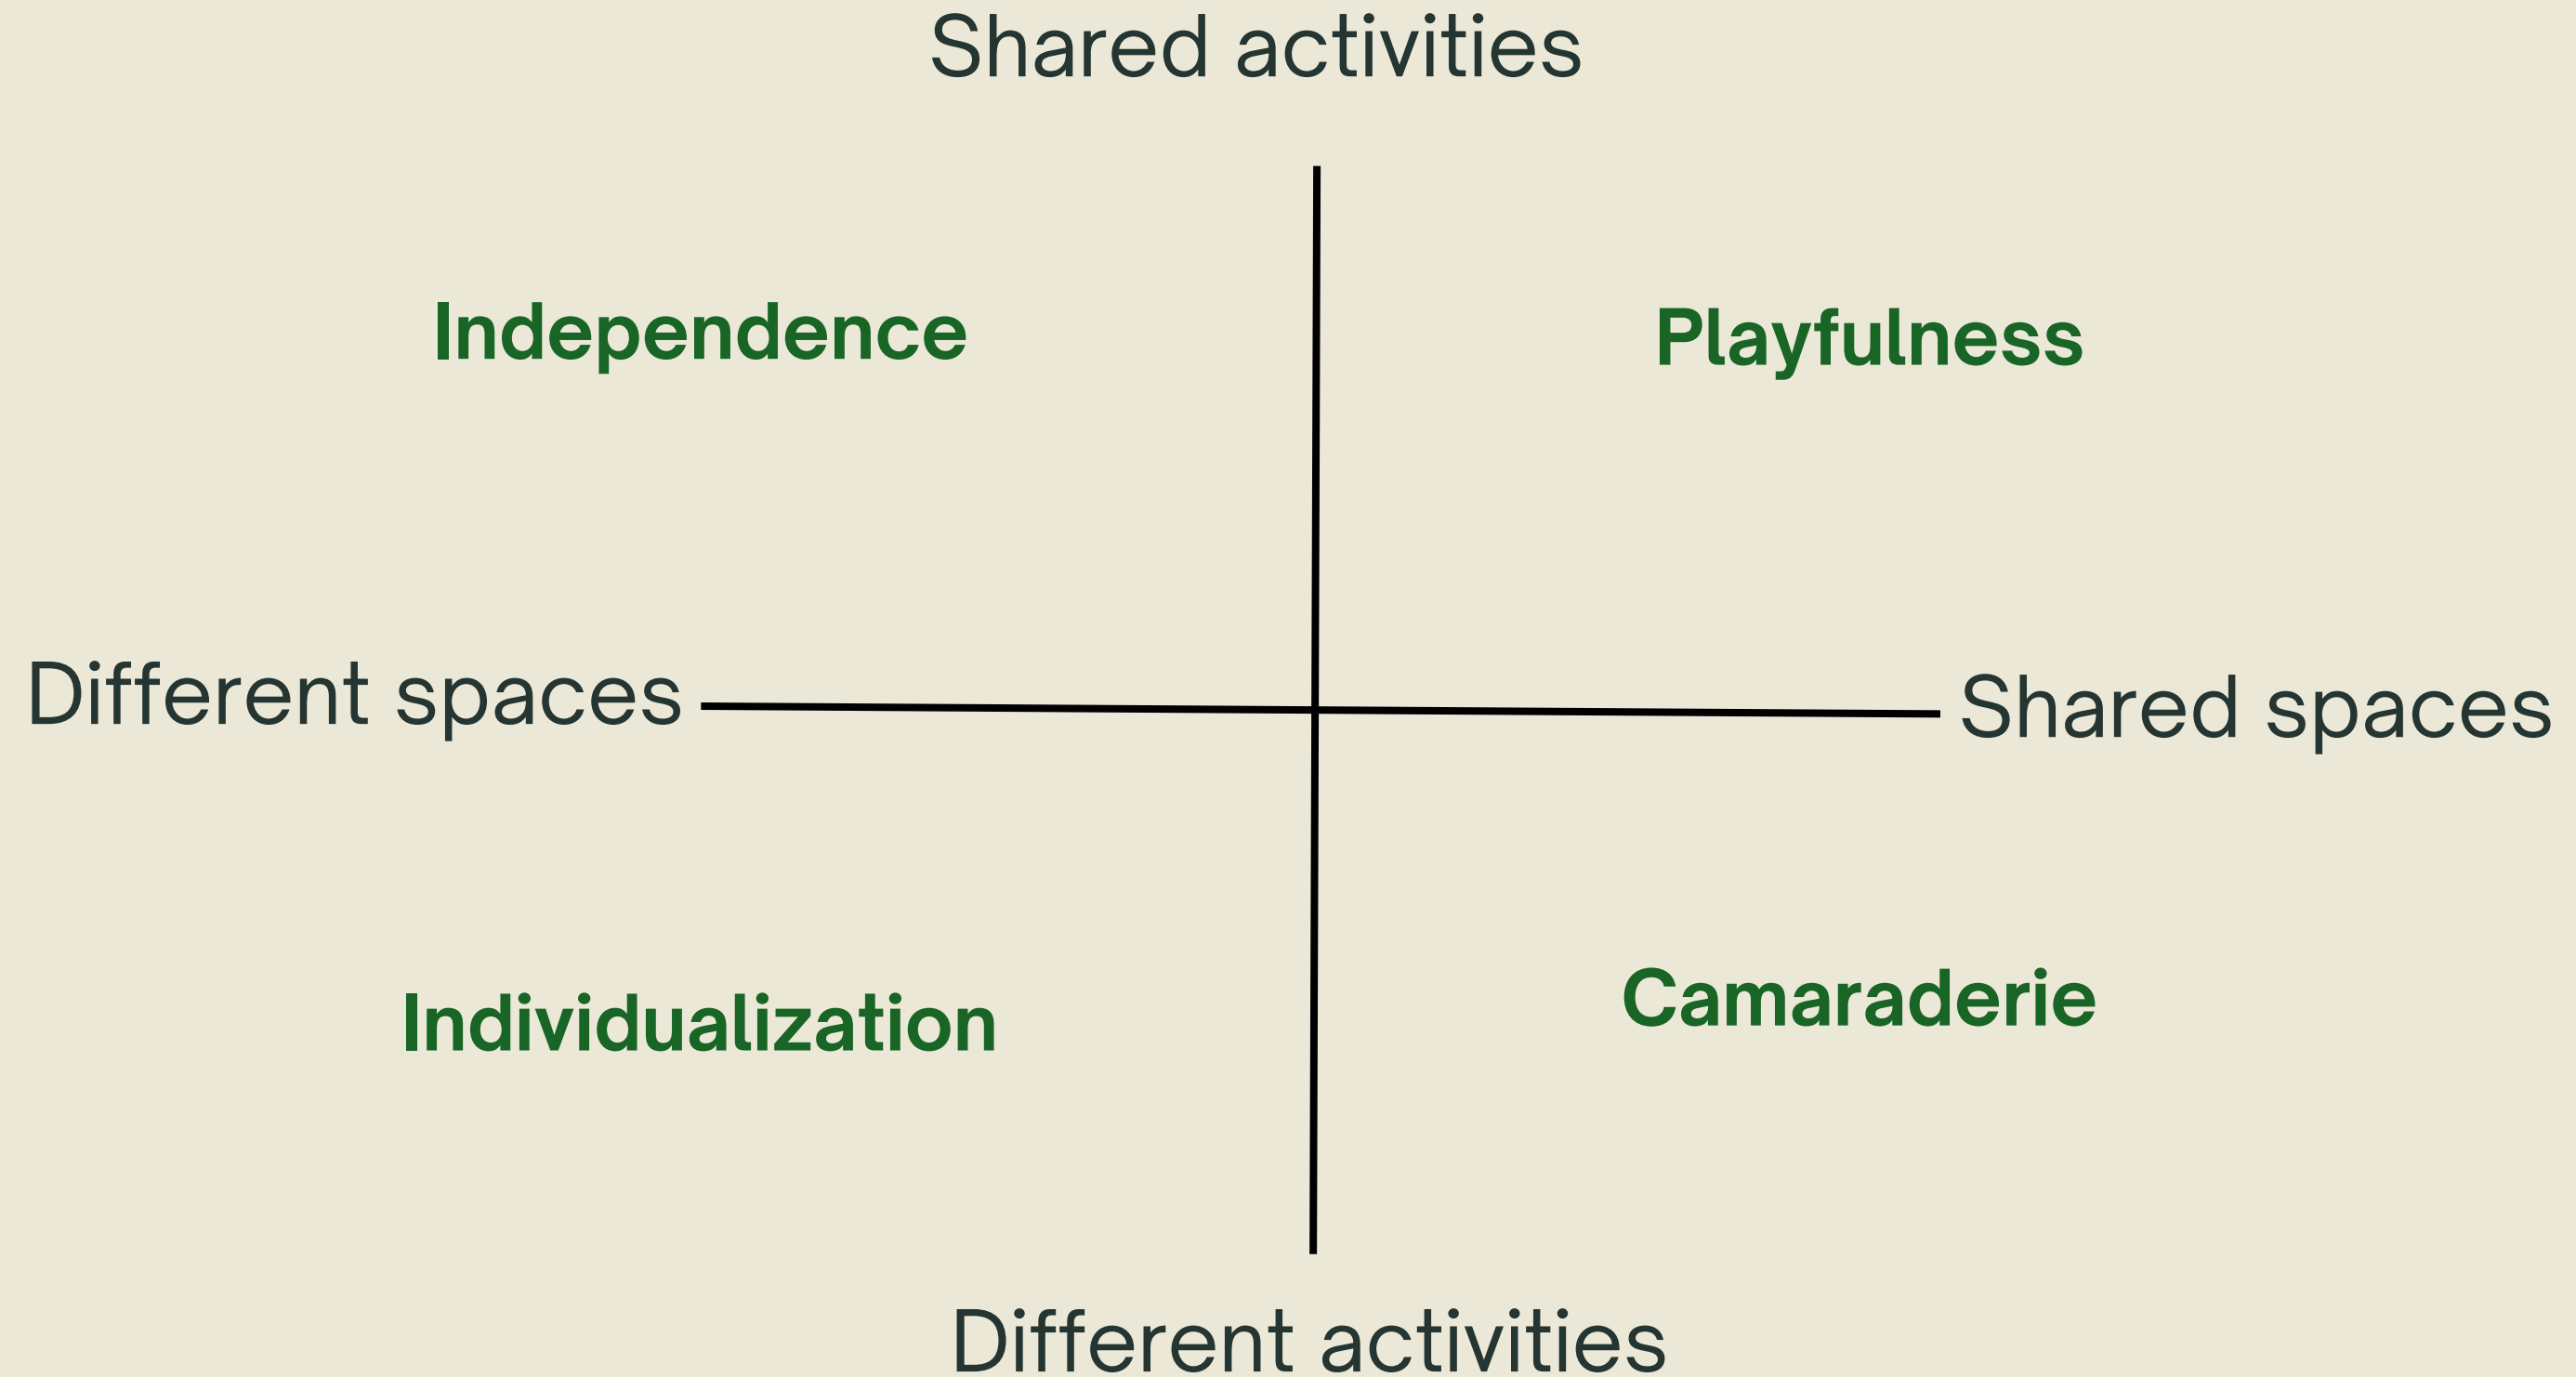 Shared activities
Independence
Playfulness
Different spaces
Shared spaces
Individualization
Camaraderie
Different activities